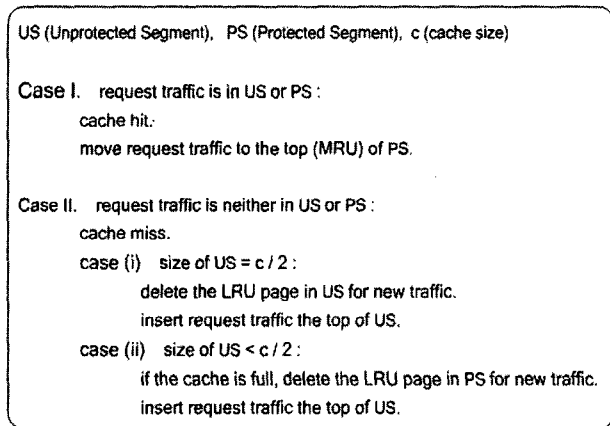 US (Unprotected Segment), PS (Protected Segment), c (cache size)
Case I. request traffic is in US or PS :
cache hit.
move request traffic to the top (MRU) of PS.
Case II. request traffic is neither in US or PS :
cache miss.
case (i) size of US = c / 2 :
delete the LRU page in US for new traffic.
insert request traffic the top of US.
case (ii) size of US < c / 2 :
if the cache is full, delete the LRU page in PS for new traffic.
insert request traffic the top of US.